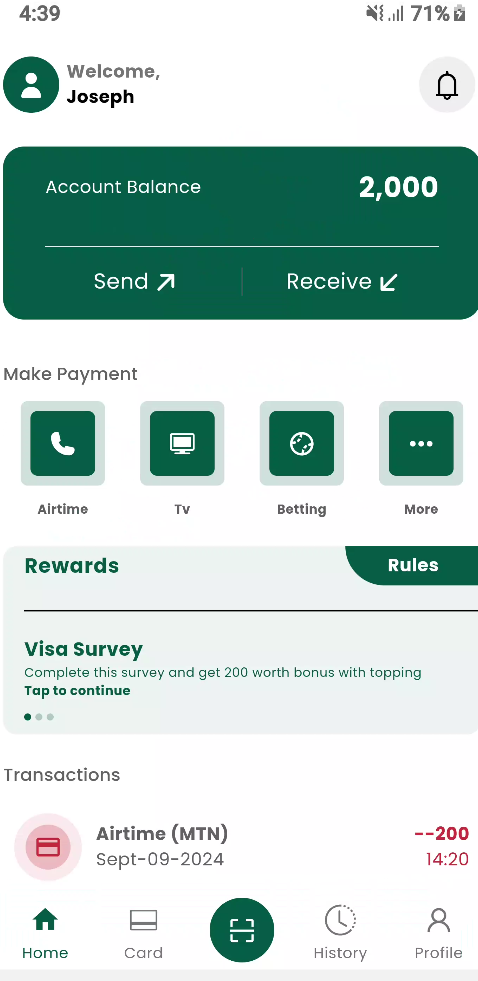 4:39 71%
Welcome,
Joseph
Account Balance 2,000
Send Receive
Make Payment
Airtime Tv Betting More
Rewards Rules
Visa Survey
Complete this survey and get 200 worth bonus with topping
Tap to continue
Transactions
Airtime (MTN) --200
Sept-09-2024 14:20
Home Card History Profile